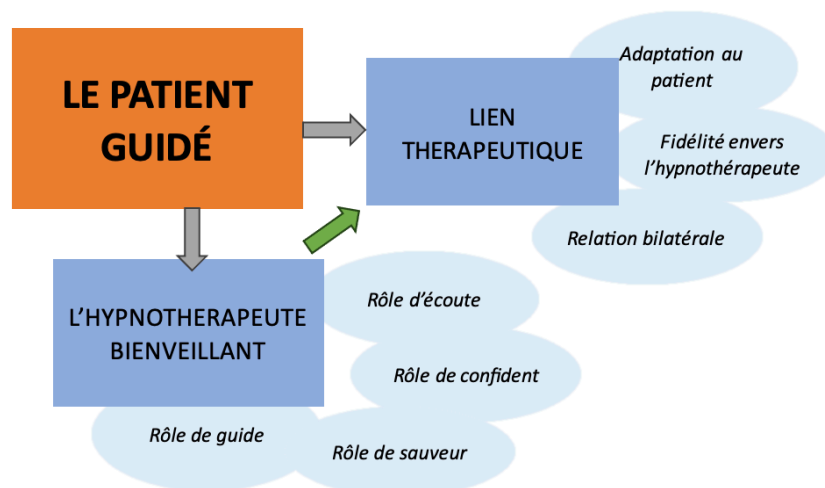 LE PATIENT
GUIDÉ
LIEN
THERAPEUTIQUE
Adaptation au
patient
Fidélité envers
l’hypnothérapeute
Relation bilatérale
L’HYPNOTHERAPEUTE
BIENVEILLANT
Rôle d’écoute
Rôle de confident
Rôle de guide
Rôle de sauveur